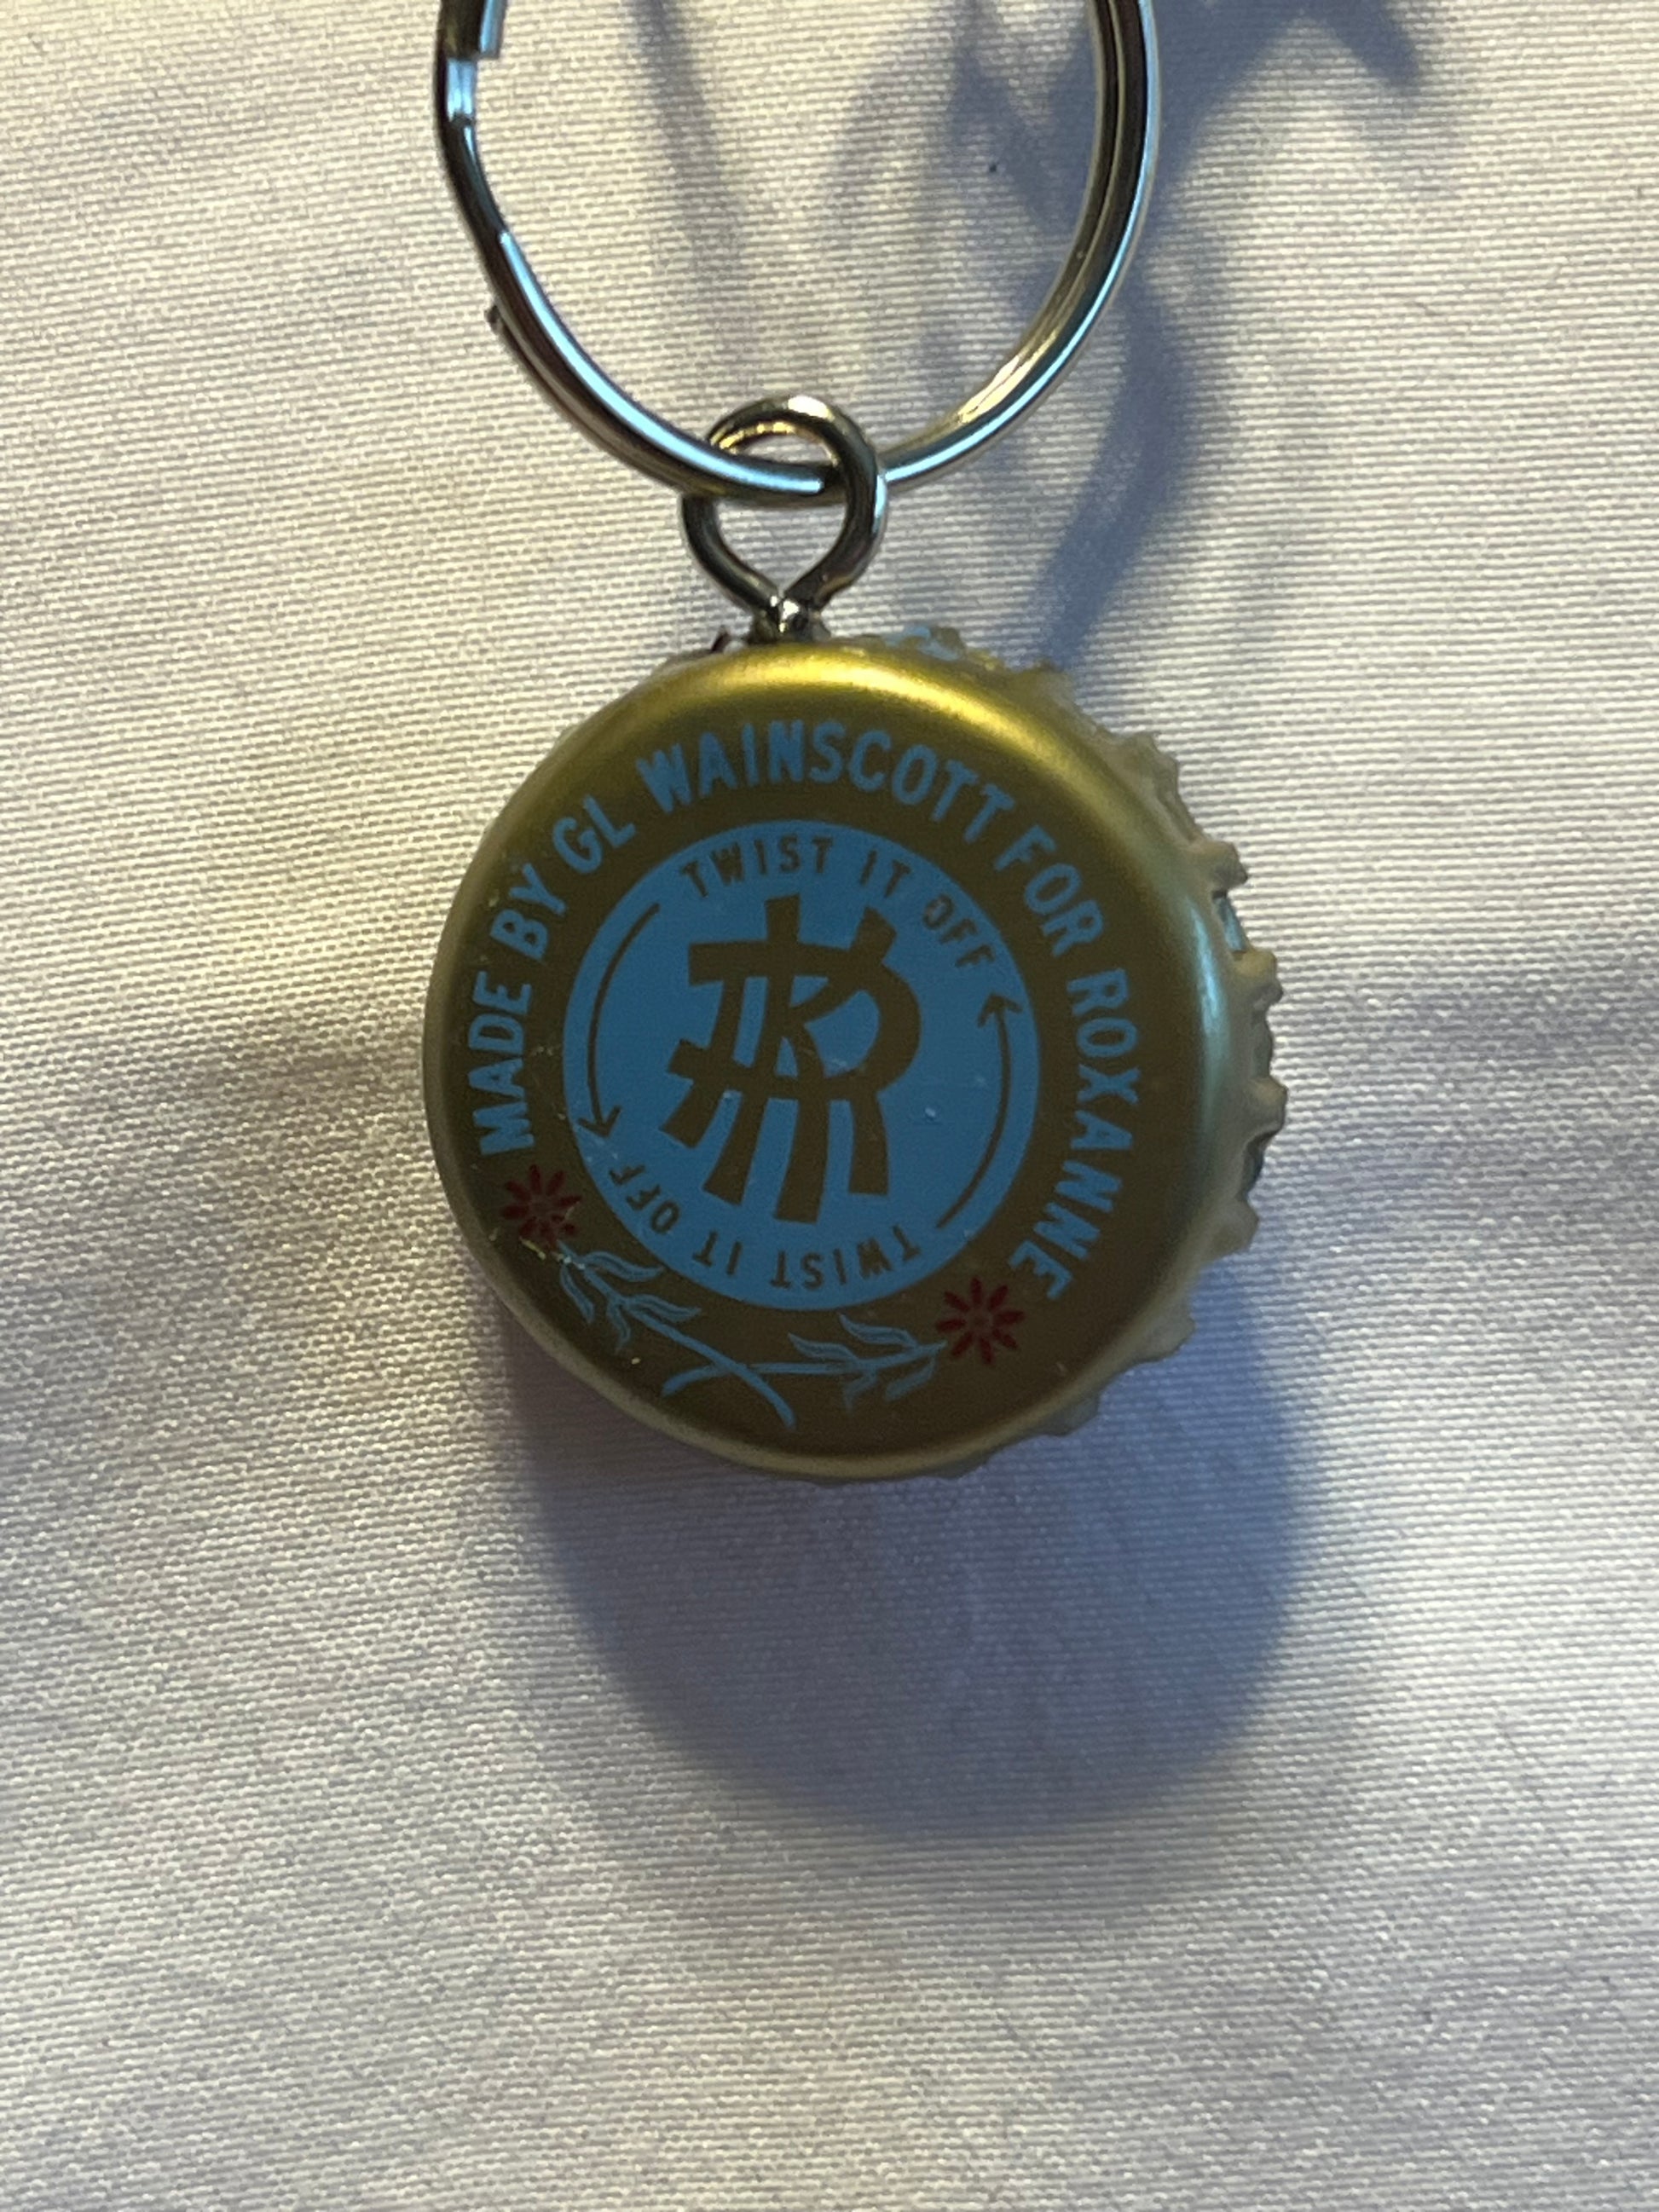 MADE BY GL WAINSCOTT FOR ROXANNE
TWIST IT OFF
TWIST IT OFF